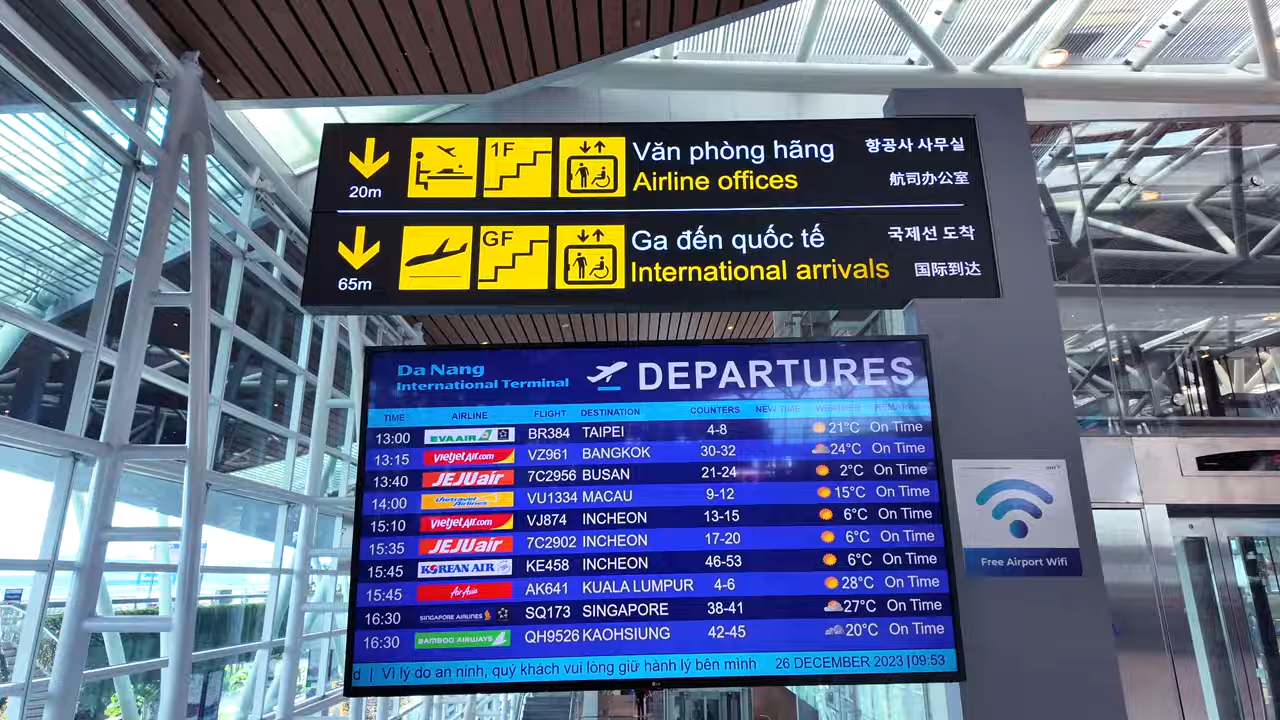 20m 1F Văn phòng hãng 항공사 사무실
Airline offices 航司办公室
65m GF Ga đến quốc tế 국제선 도착
International arrivals 国际到达
Da Nang
International Terminal
DEPARTURES
TIME AIRLINE FLIGHT DESTINATION COUNTERS NEW TIME WEATHER REMARK
13:00 EVA AIR BR384 TAIPEI 4-8 21°C On Time
13:15 Vietjet Air.com VZ961 BANGKOK 30-32 24°C On Time
13:40 JEJUair 7C2956 BUSAN 21-24 2°C On Time
14:00 Vietravel Airlines VU1334 MACAU 9-12 15°C On Time
15:10 Vietjet Air.com VJ874 INCHEON 13-15 6°C On Time
15:35 JEJUair 7C2902 INCHEON 17-20 6°C On Time
15:45 KOREAN AIR KE458 INCHEON 46-53 6°C On Time
15:45 AirAsia AK641 KUALA LUMPUR 4-6 28°C On Time
16:30 SINGAPORE AIRLINES SQ173 SINGAPORE 38-41 27°C On Time
16:30 BAMBOO AIRWAYS QH9526 KAOHSIUNG 42-45 20°C On Time
d | Vì lý do an ninh, quý khách vui lòng giữ hành lý bên mình 26 DECEMBER 2023 | 09:53
LG
Free Airport Wifi